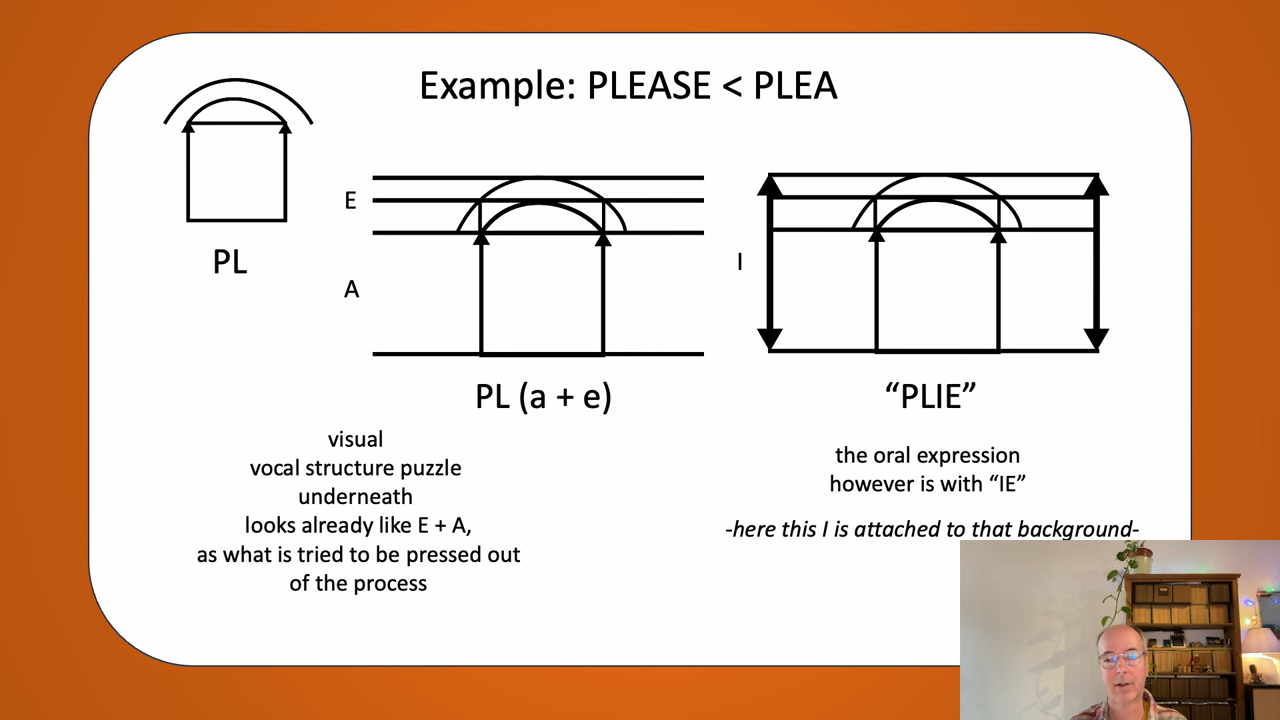 Example: PLEASE < PLEA
PL
E
A
PL (a + e)
visual
vocal structure puzzle
underneath
looks already like E + A,
as what is tried to be pressed out
of the process
I
“PLIE”
the oral expression
however is with “IE”
-here this I is attached to that background-